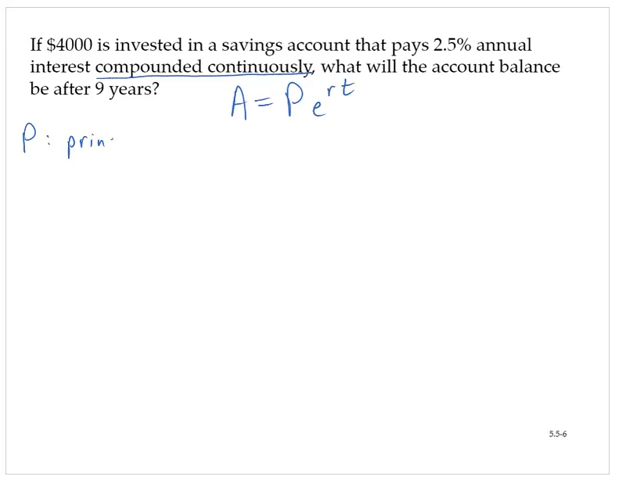 If $4000 is invested in a savings account that pays 2.5% annual
interest compounded continuously, what will the account balance
be after 9 years?
A = Pe^rt
P: prin.
5.5-6